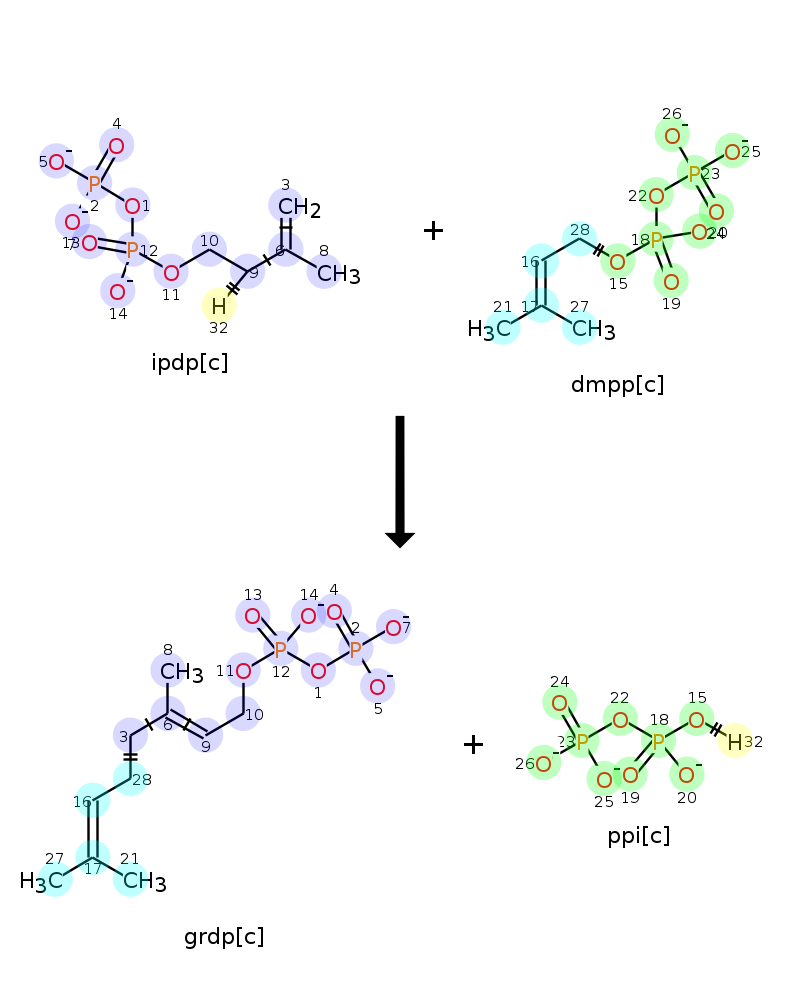 4
5 O - O
P
2
O 1
O -
7
13 O
P 12
O -
14
O
11
10
9
H
32
3
CH2
6
8
CH3
ipdp[c]
+
26
O -
O - 25
P 23
22 O
O
24
18 P
O
20
O
19
28
O
15
16
17
21
H3C
27
CH3
dmpp[c]
13
O
14
O -
4
O
2
P
O - 7
P
12
O
1
O -
5
11 O
10
8
CH3
6
9
3
28
16
17
27
H3C
21
CH3
grdp[c]
+
24
O
22
O
18
P
15
O
H 32
23 P
26 O -
O -
25
O
19
O -
20
ppi[c]